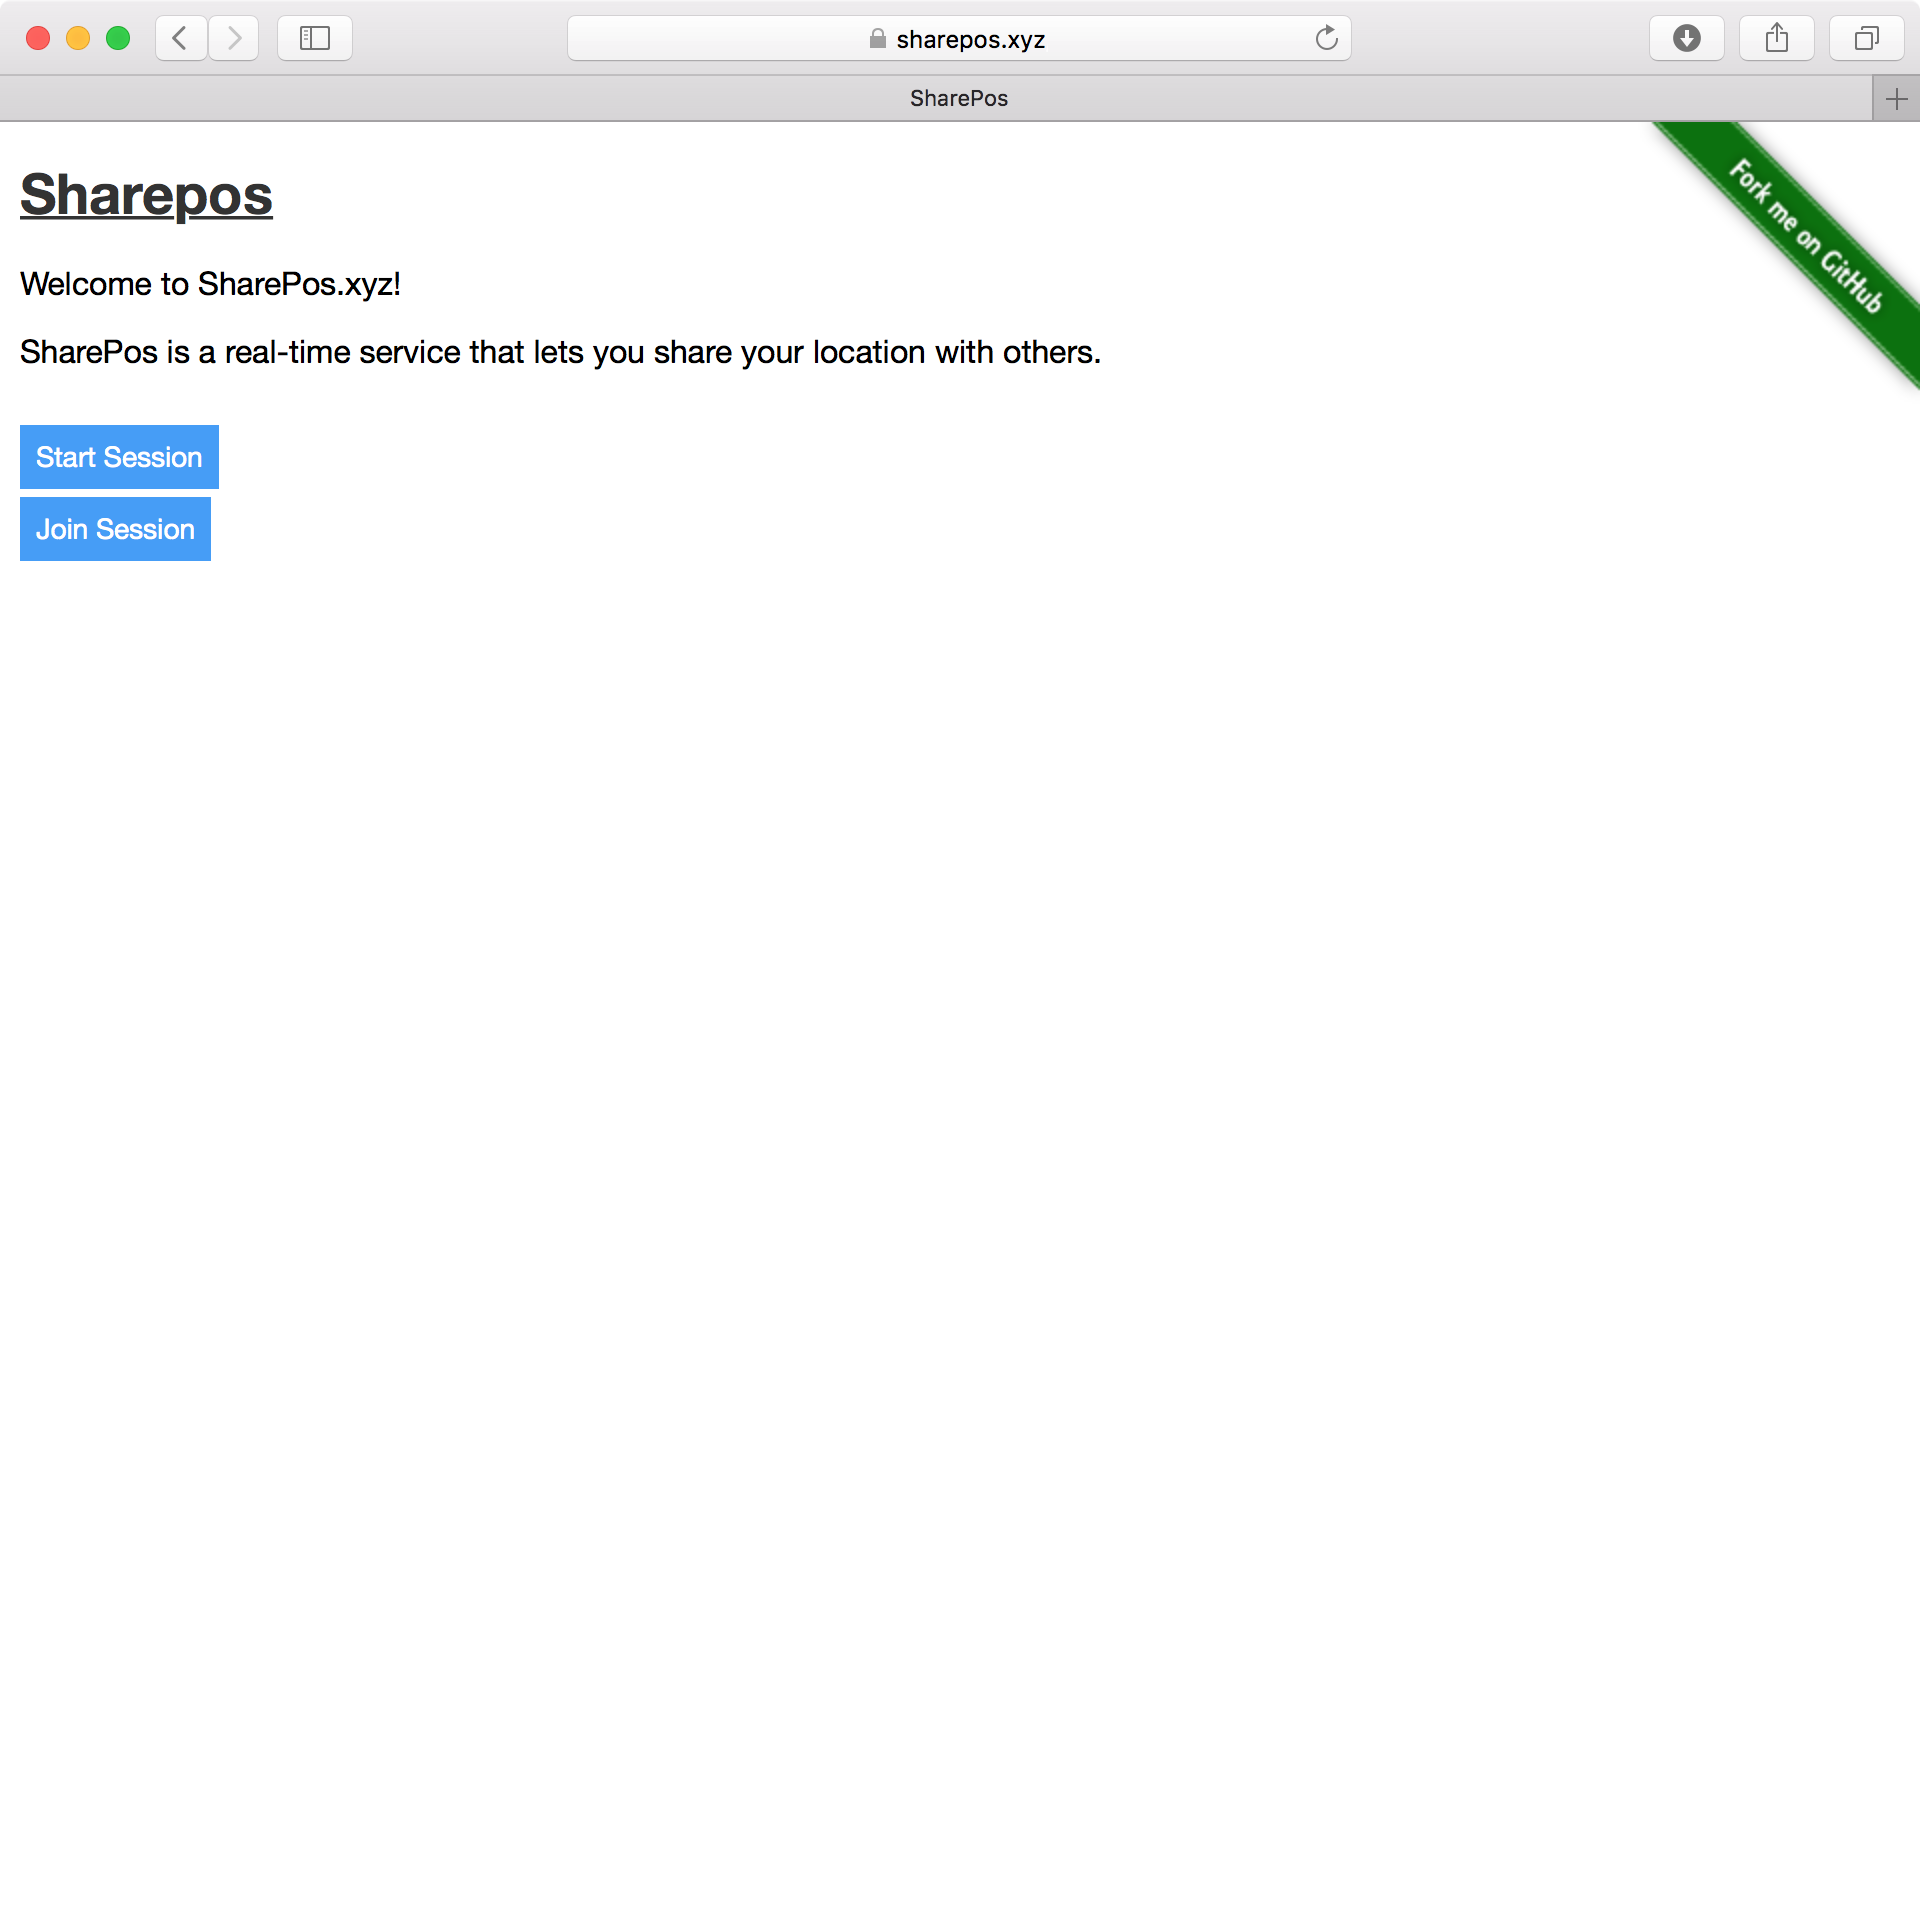 sharepos.xyz
SharePos
Sharepos
Fork me on GitHub
Welcome to SharePos.xyz!
SharePos is a real-time service that lets you share your location with others.
Start Session
Join Session